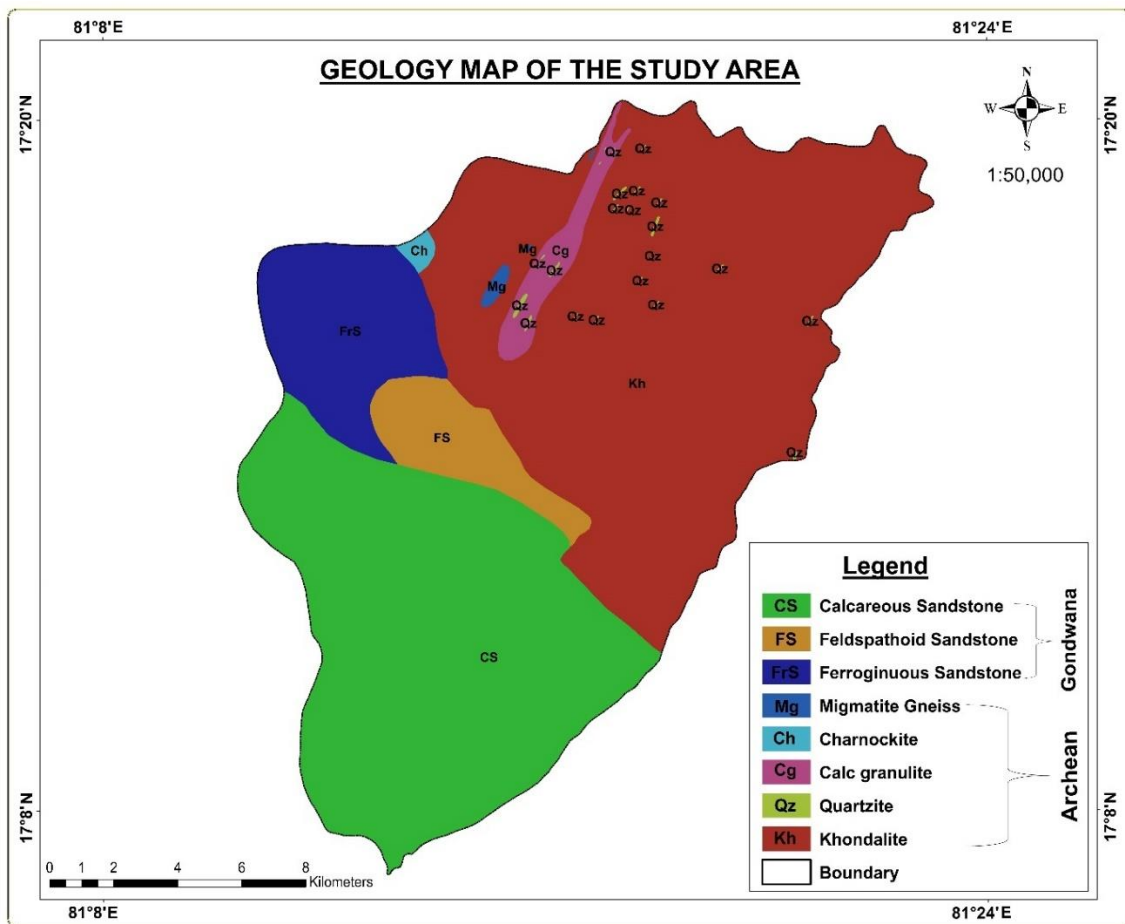 81°8'E 81°24'E
GEOLOGY MAP OF THE STUDY AREA
N
W E
S
17°20'N 17°20'N
1:50,000
Qz Qz
Qz Qz
Qz
Qz Qz
Qz
Ch
Mg Cg
Qz
Qz Qz
Qz
Qz
Mg
Qz
Qz
Qz Qz
Qz
Qz
FrS
Kh
FS
Qz
CS
Legend
CS Calcareous Sandstone
FS Feldspathoid Sandstone
FrS Ferroginuous Sandstone
Gondwana
Mg Migmatite Gneiss
Ch Charnockite
Cg Calc granulite
Qz Quartzite
Kh Khondalite
Archean
Boundary
17°8'N 17°8'N
0 1 2 4 6 8
Kilometers
81°8'E 81°24'E